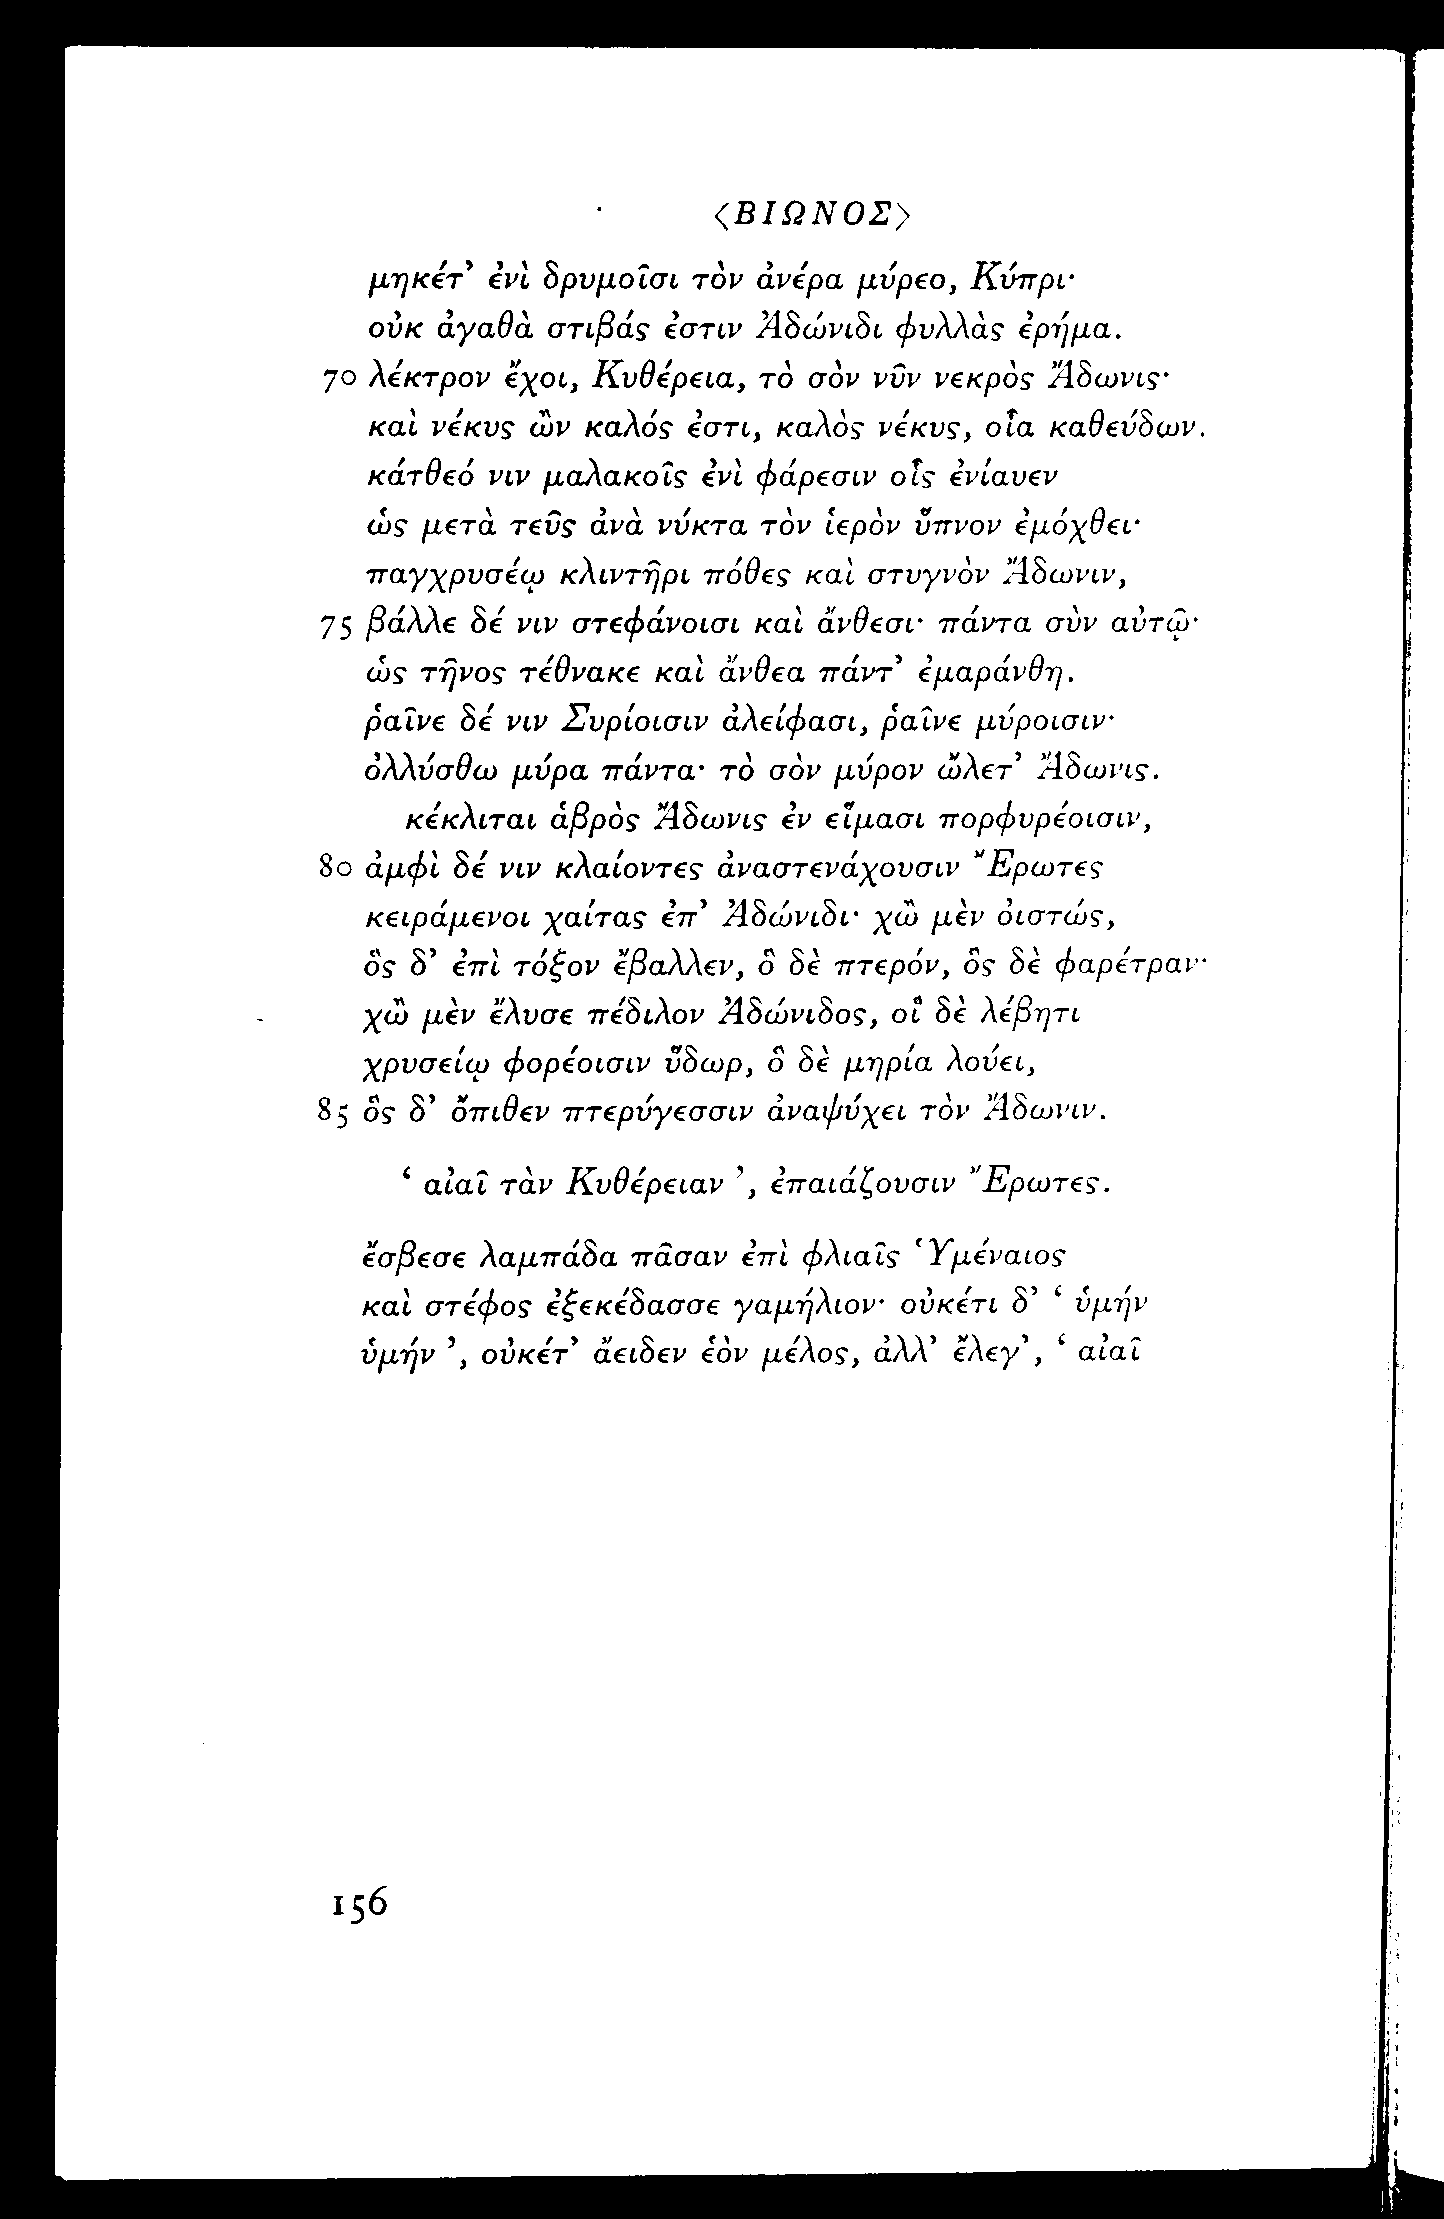 〈ΒΙΩΝΟΣ〉
μηκέτ’ ἐνὶ δρυμοῖσι τὸν ἀνέρα μύρεο, Κύπρι·
οὐκ ἀγαθὰ στιβάς ἐστιν Ἀδώνιδι φυλλὰς ἐρήμα.
70 λέκτρον ἔχοι, Κυθέρεια, τὸ σὸν νῦν νεκρὸς Ἄδωνις·
καὶ νέκυς ὢν καλός ἐστι, καλὸς νέκυς, οἷα καθεύδων.
κάτθεό νιν μαλακοῖς ἐνὶ φάρεσιν οἷς ἐνίαυεν
ὡς μετὰ τεῦς ἀνὰ νύκτα τὸν ἱερὸν ὕπνον ἐμόχθει·
παγχρυσέῳ κλιντῆρι πόθες καὶ στυγνὸν Ἄδωνιν,
75 βάλλε δέ νιν στεφάνοισι καὶ ἄνθεσι· πάντα σὺν αὐτῷ·
ὡς τῆνος τέθνακε καὶ ἄνθεα πάντ’ ἐμαράνθη.
ῥαῖνε δέ νιν Συρίοισιν ἀλείφασι, ῥαῖνε μύροισιν·
ὀλλύσθω μύρα πάντα· τὸ σὸν μύρον ὤλετ’ Ἄδωνις.
κέκλιται ἁβρὸς Ἄδωνις ἐν εἵμασι πορφυρέοισιν,
80 ἀμφὶ δέ νιν κλαίοντες ἀναστενάχουσιν Ἔρωτες
κειράμενοι χαίτας ἐπ’ Ἀδώνιδι· χὢ μὲν ὀιστώς,
ὃς δ’ ἐπὶ τόξον ἔβαλλεν, ὃ δὲ πτερόν, ὃς δὲ φαρέτραν·
χὢ μὲν ἔλυσε πέδιλον Ἀδώνιδος, οἳ δὲ λέβητι
χρυσείῳ φορέοισιν ὕδωρ, ὃ δὲ μηρία λούει,
85 ὃς δ’ ὄπιθεν πτερύγεσσιν ἀναψύχει τὸν Ἄδωνιν.
‘ αἰαῖ τὰν Κυθέρειαν ’, ἐπαιάζουσιν Ἔρωτες.
ἔσβεσε λαμπάδα πᾶσαν ἐπὶ φλιαῖς Ὑμέναιος
καὶ στέφος ἐξεκέδασσε γαμήλιον· οὐκέτι δ’ ‘ ὑμήν
ὑμήν ’, οὐκέτ’ ἄειδεν ἑὸν μέλος, ἀλλ’ ἔλεγ’, ‘ αἰαῖ
156